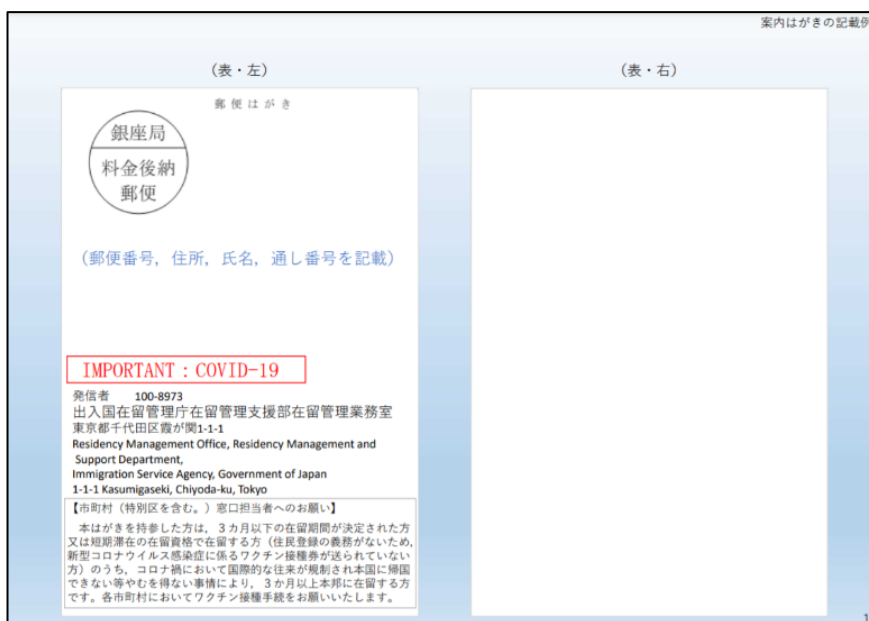 案内はがきの記載例
（表・左）
（表・右）
郵便はがき
銀座局
料金後納
郵便
（郵便番号，住所，氏名，通し番号を記載）
IMPORTANT：COVID-19
発信者 100-8973
出入国在留管理庁在留管理支援部在留管理業務室
東京都千代田区霞が関1-1-1
Residency Management Office, Residency Management and
Support Department,
Immigration Service Agency, Government of Japan
1-1-1 Kasumigaseki, Chiyoda-ku, Tokyo
【市町村（特別区を含む。）窓口担当者へのお願い】
本はがきを持参した方は，３カ月以下の在留期間が決定された方
又は短期滞在の在留資格で在留する方（住民登録の義務がないため，
新型コロナウイルス感染症に係るワクチン接種券が送られていない
方）のうち，コロナ禍において国際的な往来が規制され本国に帰国
できない等やむを得ない事情により，３か月以上本邦に在留する方
です。各市町村においてワクチン接種手続をお願いいたします。
1